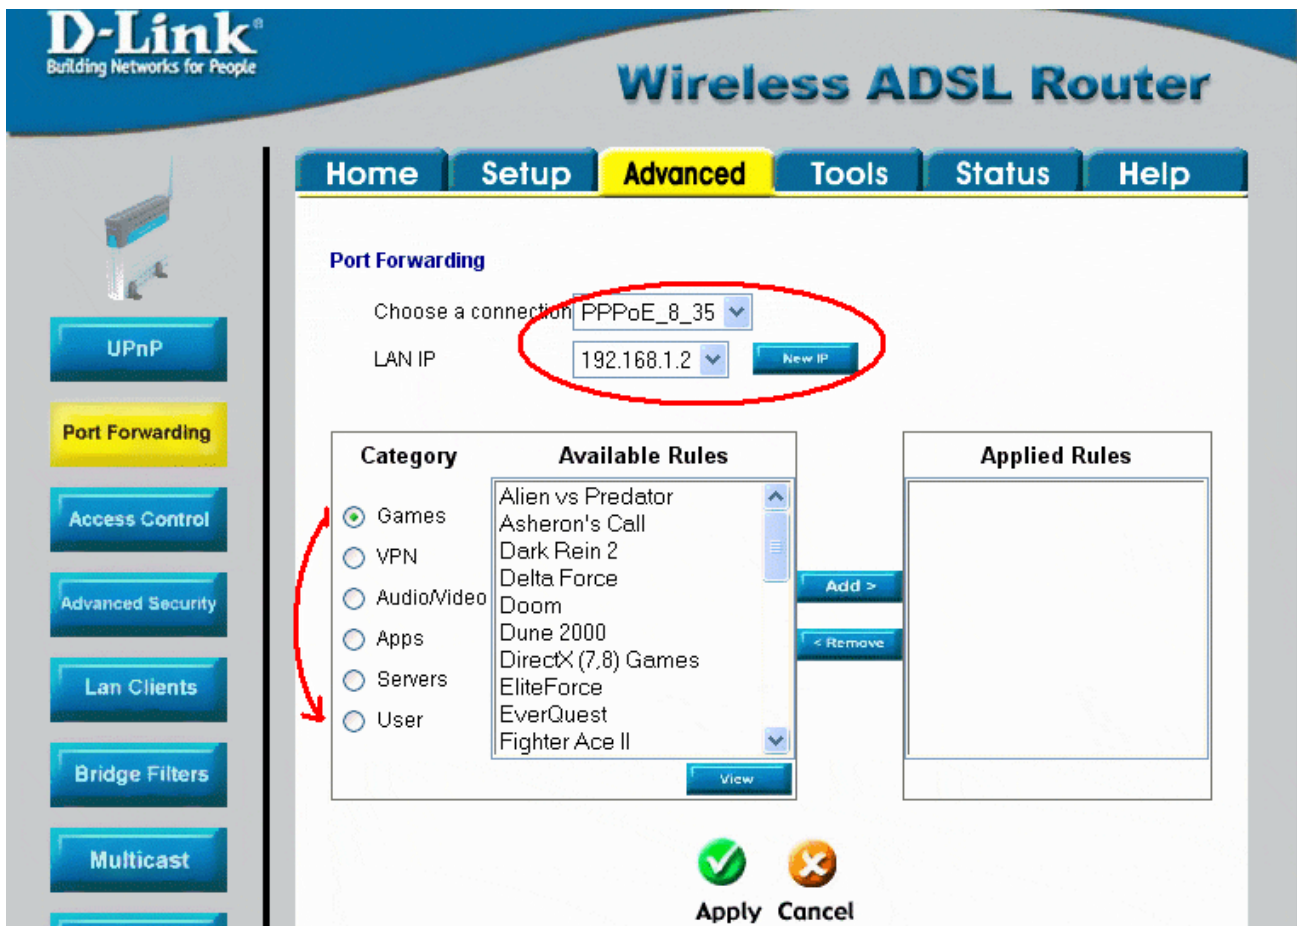 D-Link®
Building Networks for People
Wireless ADSL Router
Home Setup Advanced Tools Status Help
UPnP
Port Forwarding
Access Control
Advanced Security
Lan Clients
Bridge Filters
Multicast
Port Forwarding
Choose a connection PPPoE_8_35
LAN IP 192.168.1.2 New IP
Category Available Rules
Games
VPN
Audio/Video
Apps
Servers
User
Alien vs Predator
Asheron's Call
Dark Rein 2
Delta Force
Doom
Dune 2000
DirectX (7,8) Games
EliteForce
EverQuest
Fighter Ace II
View
Add >
< Remove
Applied Rules
Apply Cancel